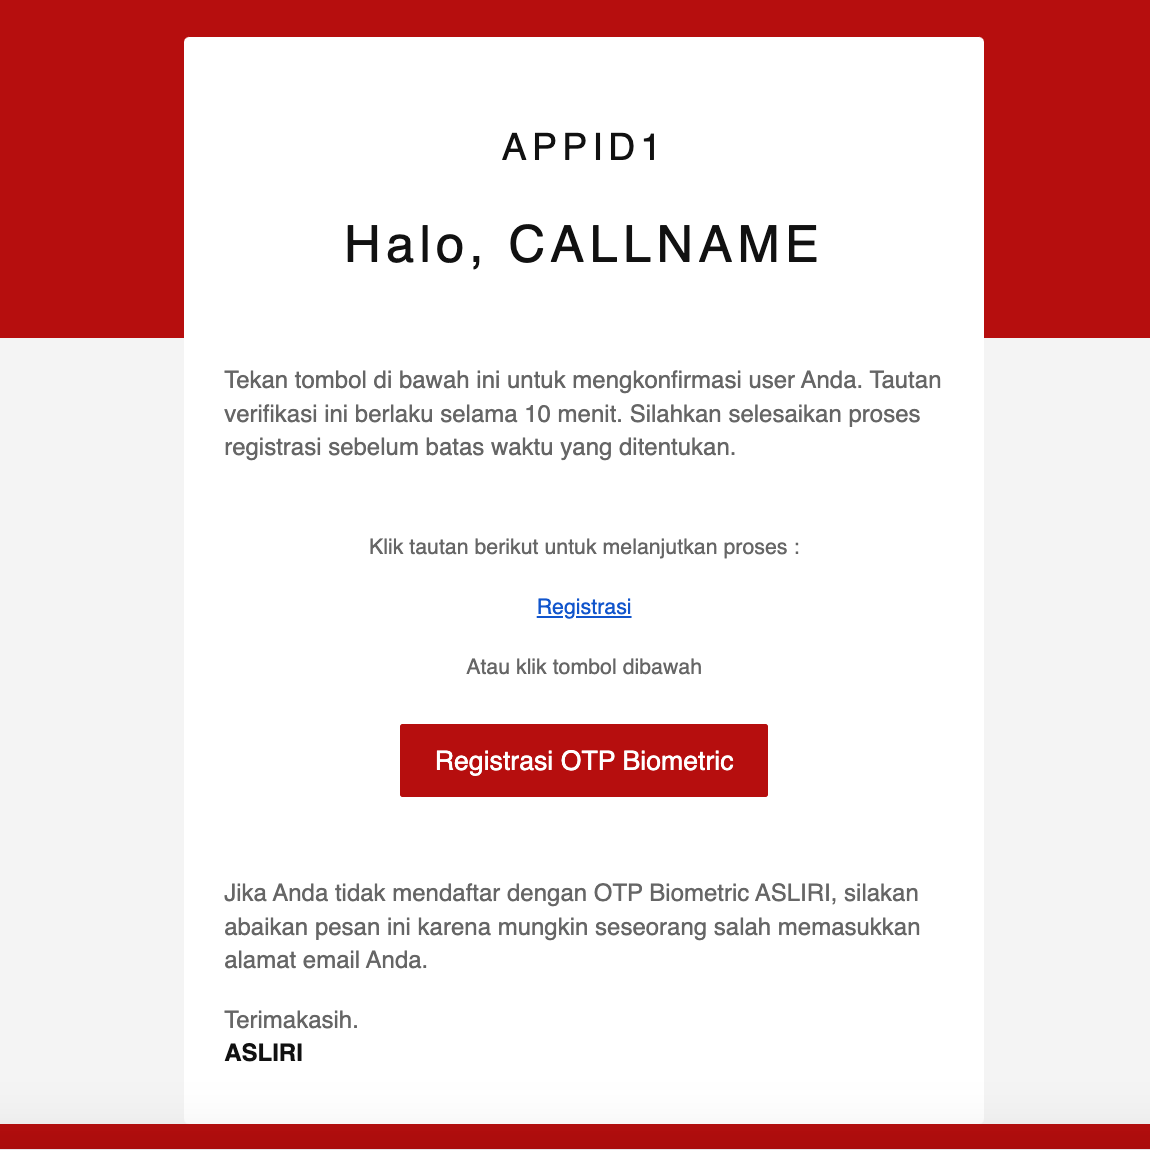 APPID1
Halo, CALLNAME
Tekan tombol di bawah ini untuk mengkonfirmasi user Anda. Tautan
verifikasi ini berlaku selama 10 menit. Silahkan selesaikan proses
registrasi sebelum batas waktu yang ditentukan.
Klik tautan berikut untuk melanjutkan proses :
Registrasi
Atau klik tombol dibawah
Registrasi OTP Biometric
Jika Anda tidak mendaftar dengan OTP Biometric ASLIRI, silakan
abaikan pesan ini karena mungkin seseorang salah memasukkan
alamat email Anda.
Terimakasih.
ASLIRI